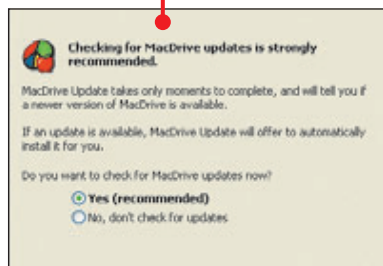 Checking for MacDrive updates is strongly
recommended.
MacDrive Update takes only moments to complete, and will tell you if
a newer version of MacDrive is available.
If an update is available, MacDrive Update will offer to automatically
install it for you.
Do you want to check for MacDrive updates now?
Yes (recommended)
No, don't check for updates